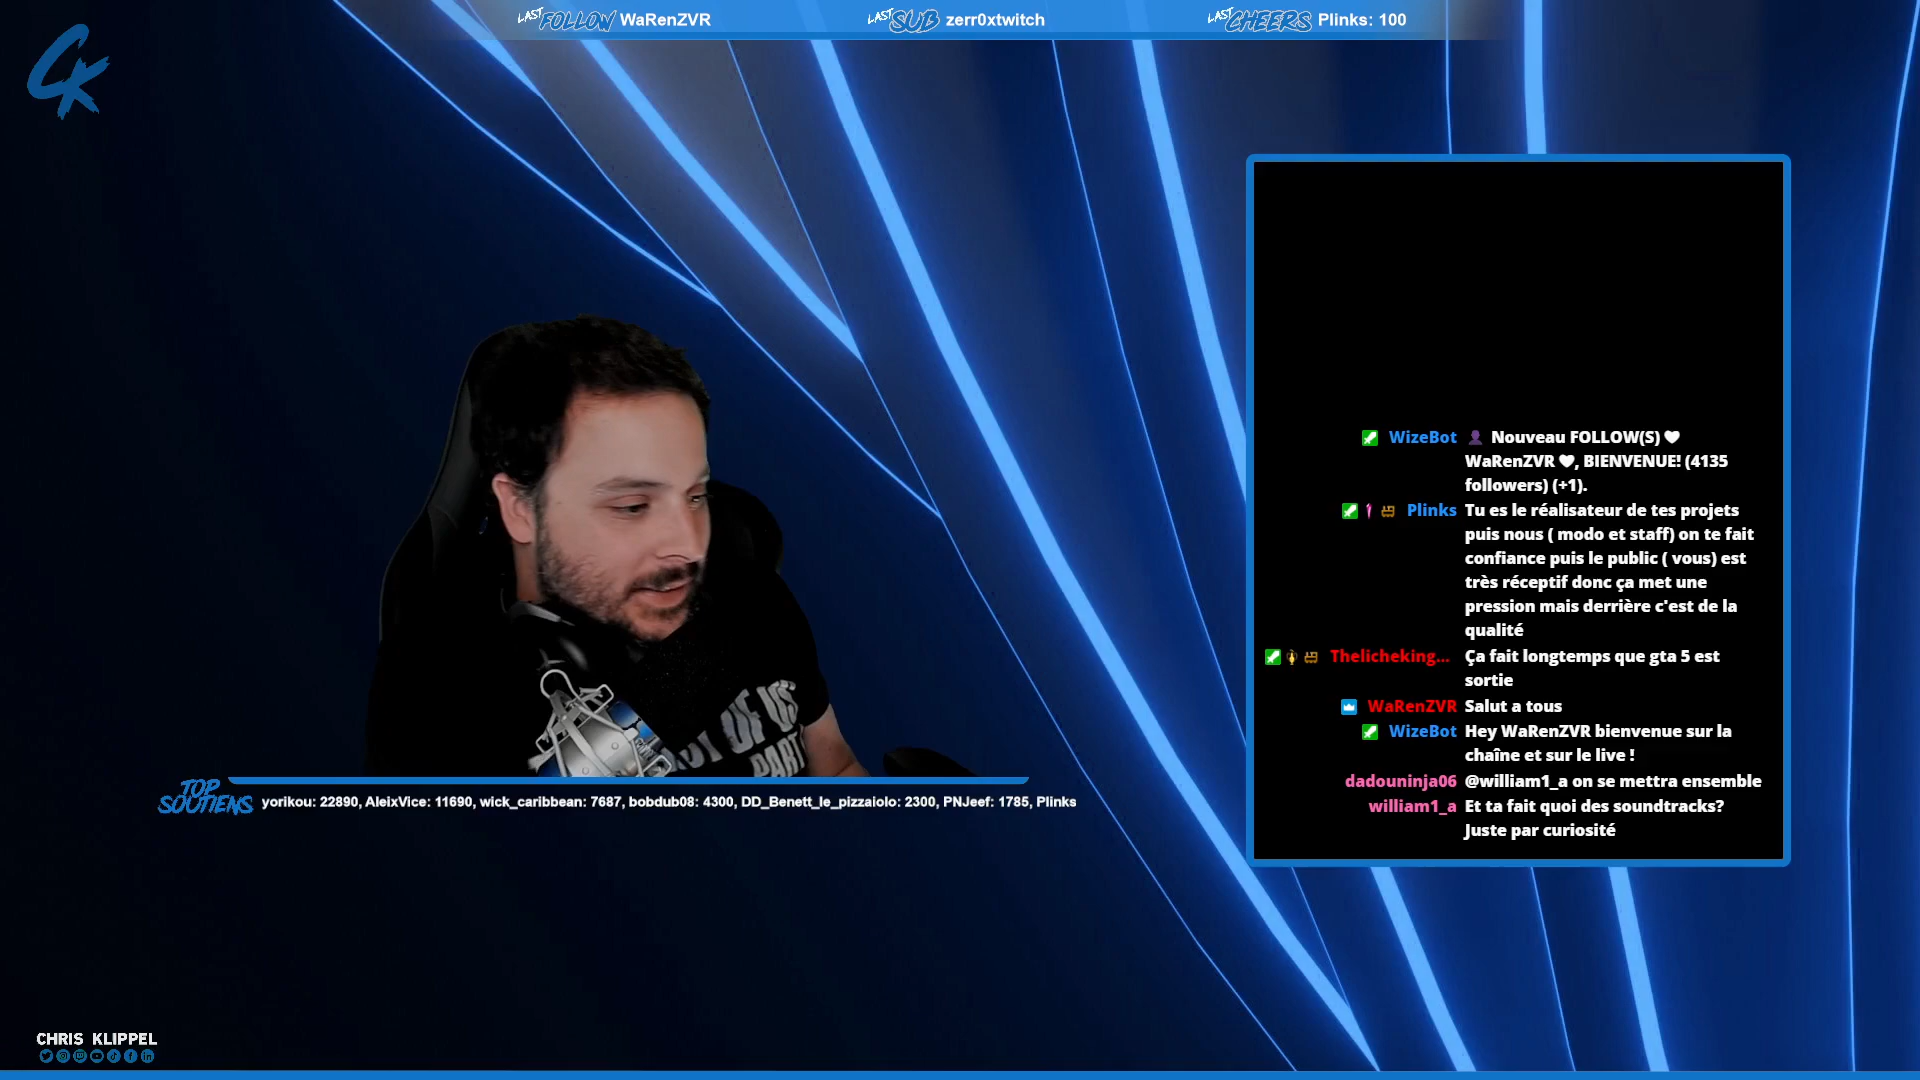 LAST FOLLOW WaRenZVR
LAST SUB zerr0xtwitch
LAST CHEERS Plinks: 100
CK
WizeBot Nouveau FOLLOW(S)
WaRenZVR , BIENVENUE! (4135
followers) (+1).
Plinks Tu es le réalisateur de tes projets
puis nous ( modo et staff) on te fait
confiance puis le public ( vous) est
très réceptif donc ça met une
pression mais derrière c'est de la
qualité
Thelicheking... Ça fait longtemps que gta 5 est
sortie
WaRenZVR Salut a tous
WizeBot Hey WaRenZVR bienvenue sur la
chaîne et sur le live !
dadouninja06 @william1_a on se mettra ensemble
william1_a Et ta fait quoi des soundtracks?
Juste par curiosité
OF US
PART
TOP
SOUTIENS
yorikou: 22890, AleixVice: 11690, wick_caribbean: 7687, bobdub08: 4300, DD_Benett_le_pizzaiolo: 2300, PNJeef: 1785, Plinks
CHRIS KLIPPEL